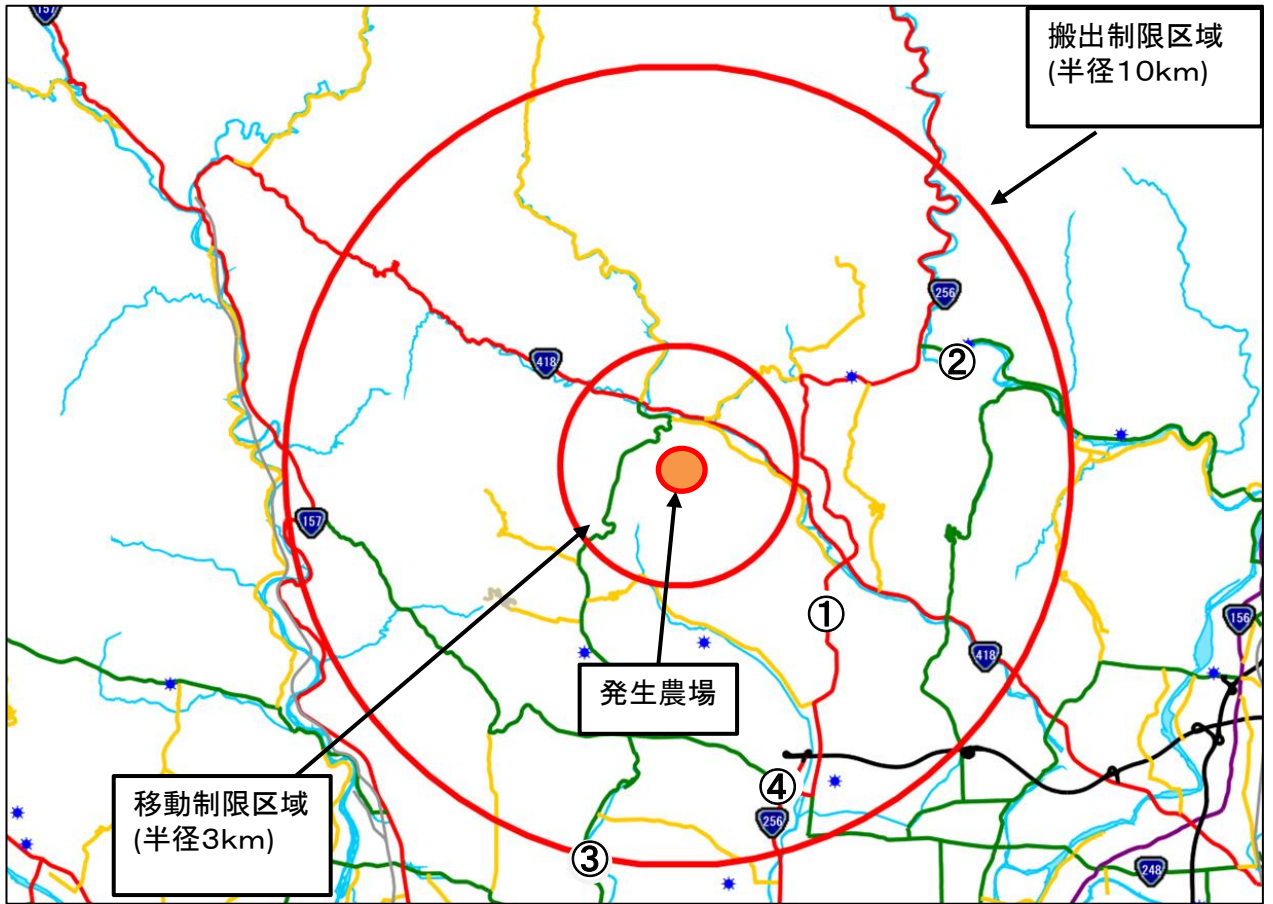 157
搬出制限区域
(半径10km)
256
②
418
157
①
156
418
発生農場
移動制限区域
(半径3km)
④
256
③
248